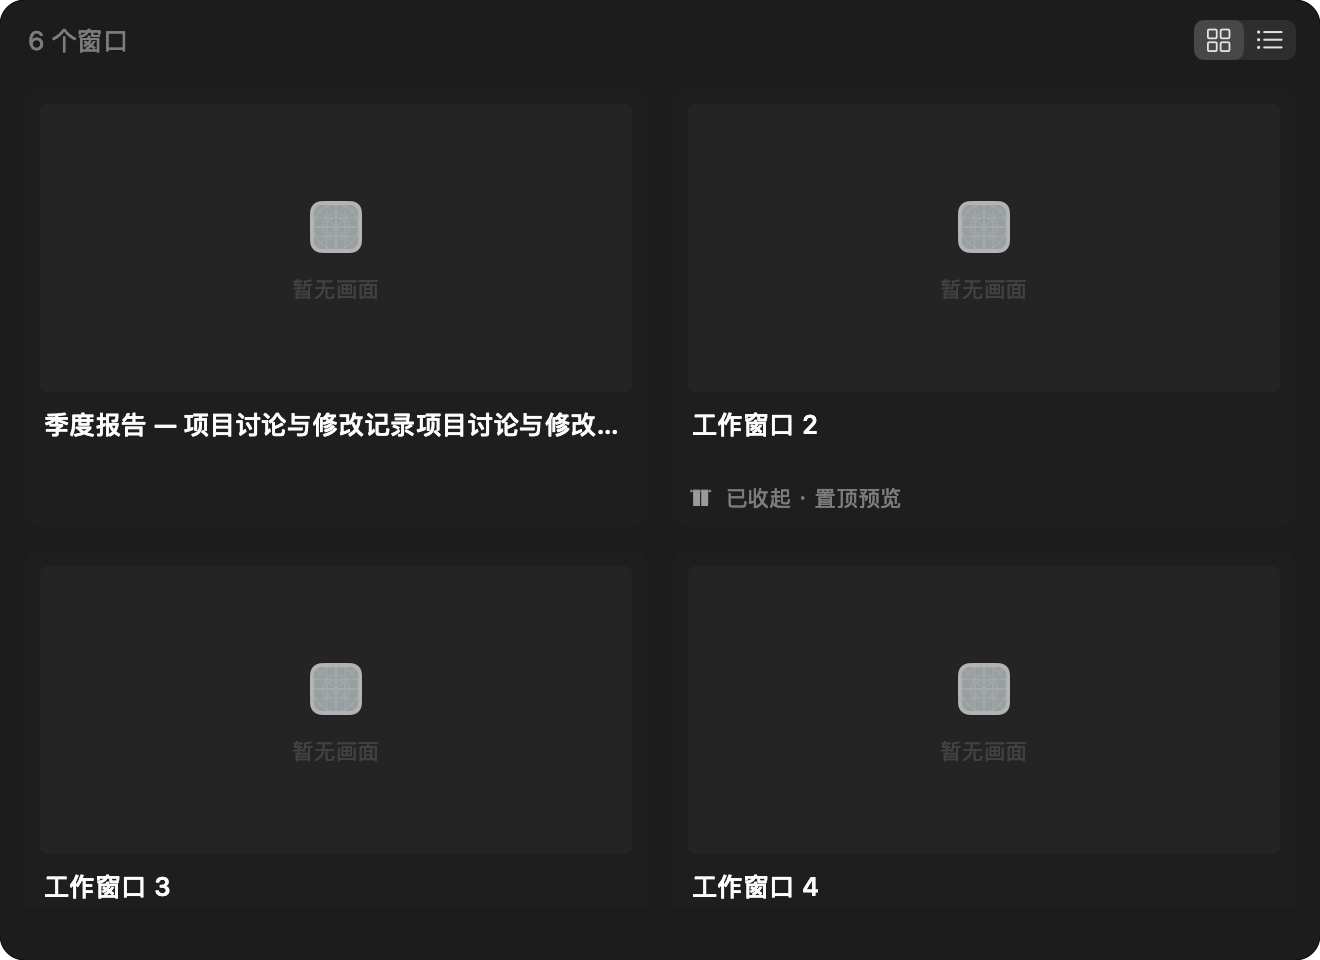 6 个窗口
暂无画面
暂无画面
季度报告 — 项目讨论与修改记录项目讨论与修改...
工作窗口 2
已收起 · 置顶预览
暂无画面
暂无画面
工作窗口 3
工作窗口 4